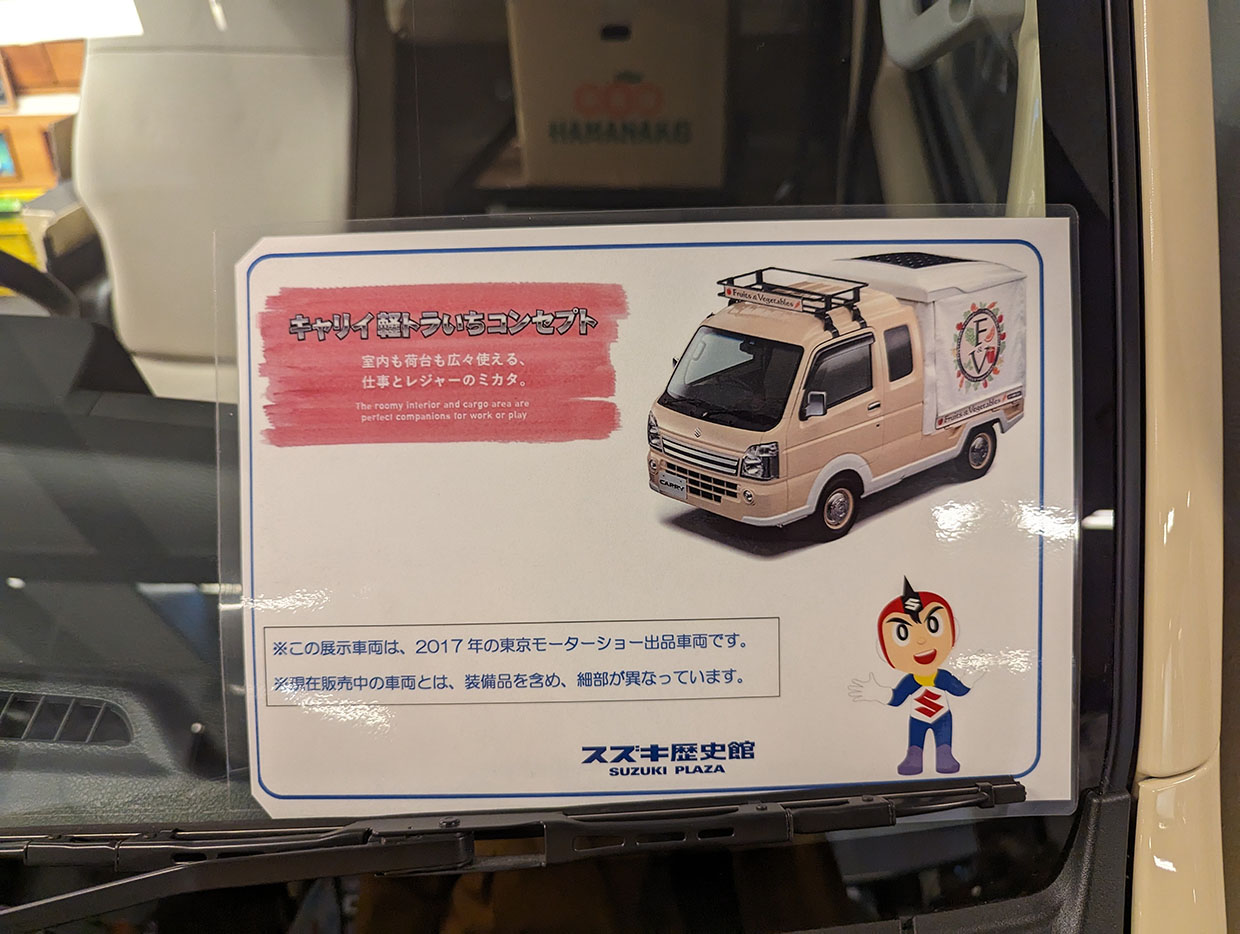 HAMANAKO
キャリイ 軽トラいちコンセプト
室内も荷台も広々使える、
仕事とレジャーのミカタ。
The roomy interior and cargo area are
perfect companions for work or play
Fruits & Vegetables
F
&
V
Fruits & Vegetables
CARRY
※この展示車両は、2017年の東京モーターショー出品車両です。
※現在販売中の車両とは、装備品を含め、細部が異なっています。
スズキ歴史館
SUZUKI PLAZA